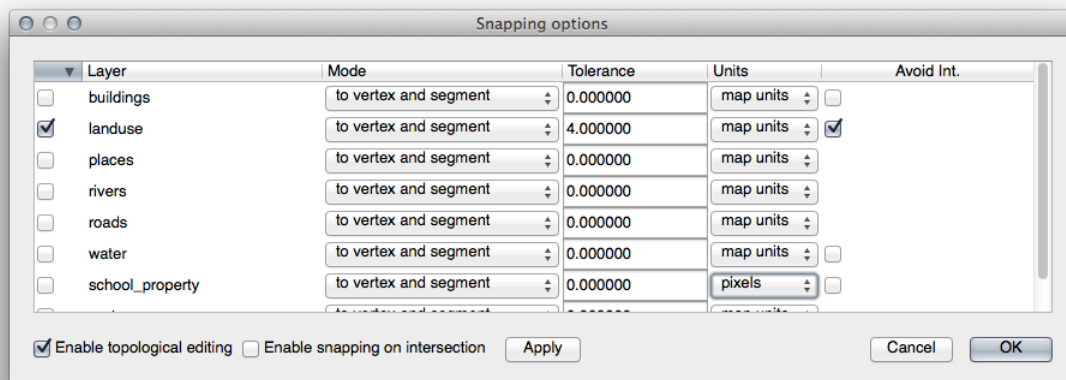 Snapping options
Layer Mode Tolerance Units Avoid Int.
buildings to vertex and segment 0.000000 map units
landuse to vertex and segment 4.000000 map units
places to vertex and segment 0.000000 map units
rivers to vertex and segment 0.000000 map units
roads to vertex and segment 0.000000 map units
water to vertex and segment 0.000000 map units
school_property to vertex and segment 0.000000 pixels
Enable topological editing Enable snapping on intersection Apply Cancel OK